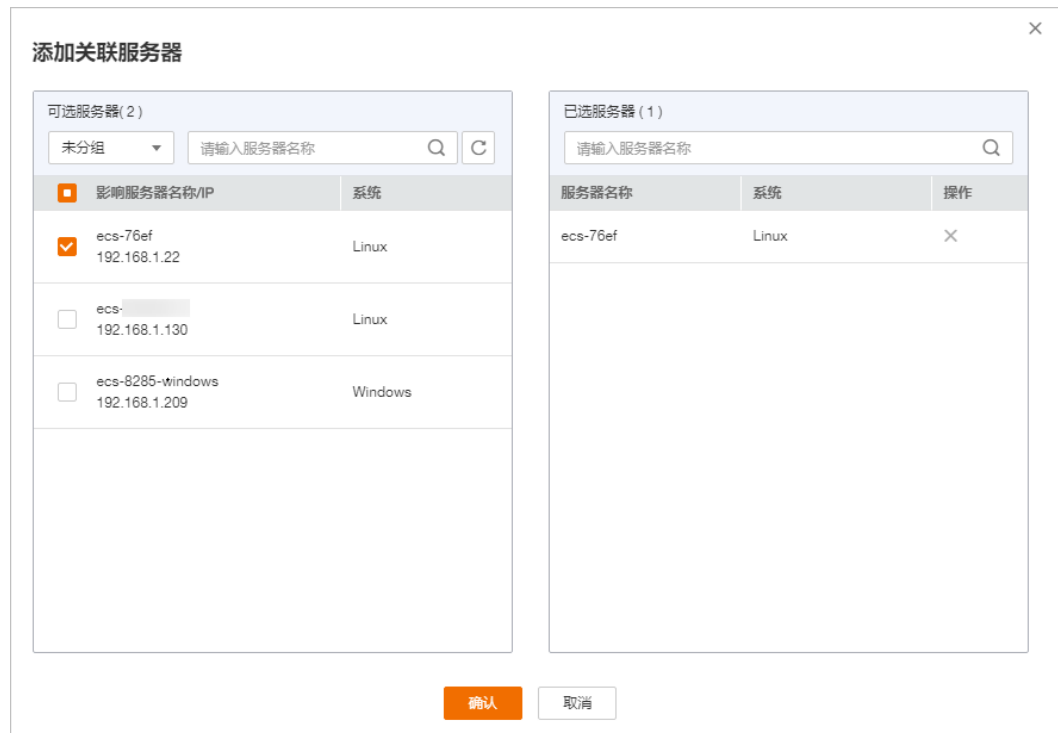 添加关联服务器
可选服务器(2)
未分组
请输入服务器名称
影响服务器名称/IP
系统
ecs-76ef
192.168.1.22
Linux
ecs-
192.168.1.130
Linux
ecs-8285-windows
192.168.1.209
Windows
已选服务器(1)
请输入服务器名称
服务器名称
系统
操作
ecs-76ef
Linux
确认
取消